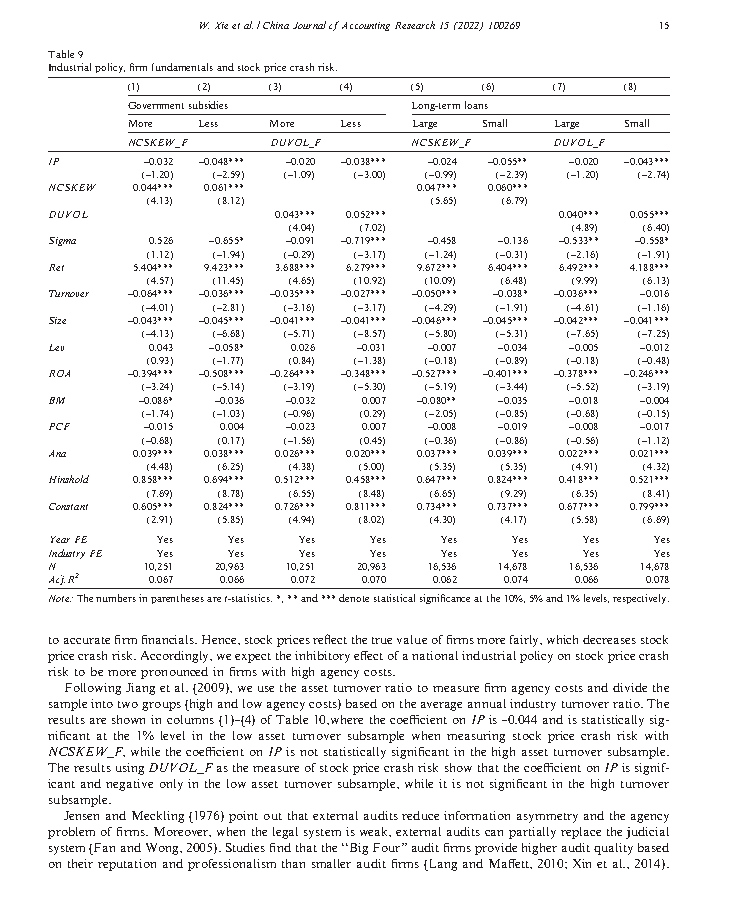 W. Xie et al. / China Journal of Accounting Research 15 (2022) 100269 15
Table 9
Industrial policy, firm fundamentals and stock price crash risk.
(1) (2) (3) (4) (5) (6) (7) (8)
Government subsidies Long-term loans
More Less More Less Large Small Large Small
NCSKEW_F DUVOL_F NCSKEW_F DUVOL_F
IP –0.032 –0.048*** –0.020 –0.038*** –0.024 –0.055** –0.020 –0.043***
(–1.20) (–2.59) (–1.09) (–3.00) (–0.99) (–2.39) (–1.20) (–2.74)
NCSKEW 0.044*** 0.061*** 0.047*** 0.060***
(4.13) (8.12) (5.65) (6.79)
DUVOL 0.043*** 0.052*** 0.040*** 0.055***
(4.04) (7.02) (4.89) (6.40)
Sigma 0.526 –0.655* –0.091 –0.719*** –0.458 –0.136 –0.533** –0.558*
(1.12) (–1.94) (–0.29) (–3.17) (–1.24) (–0.31) (–2.16) (–1.91)
Ret 5.404*** 9.423*** 3.688*** 6.279*** 9.672*** 6.404*** 6.492*** 4.188***
(4.57) (11.45) (4.65) (10.92) (10.09) (6.48) (9.99) (6.13)
Turnover –0.064*** –0.036*** –0.035*** –0.027*** –0.050*** –0.038* –0.036*** –0.016
(–4.01) (–2.81) (–3.16) (–3.17) (–4.29) (–1.91) (–4.61) (–1.16)
Size –0.043*** –0.045*** –0.041*** –0.041*** –0.046*** –0.045*** –0.042*** –0.041***
(–4.13) (–6.68) (–5.71) (–8.57) (–5.80) (–5.31) (–7.65) (–7.25)
Lev 0.043 –0.058* 0.026 –0.031 –0.007 –0.034 –0.005 –0.012
(0.93) (–1.77) (0.84) (–1.38) (–0.18) (–0.89) (–0.18) (–0.48)
ROA –0.394*** –0.508*** –0.264*** –0.348*** –0.527*** –0.401*** –0.378*** –0.246***
(–3.24) (–5.14) (–3.19) (–5.30) (–5.19) (–3.44) (–5.52) (–3.19)
BM –0.086* –0.036 –0.032 0.007 –0.080** –0.035 –0.018 –0.004
(–1.74) (–1.03) (–0.96) (0.29) (–2.05) (–0.85) (–0.68) (–0.15)
PCF –0.015 0.004 –0.023 0.007 –0.008 –0.019 –0.008 –0.017
(–0.68) (0.17) (–1.56) (0.45) (–0.36) (–0.86) (–0.56) (–1.12)
Ana 0.039*** 0.038*** 0.026*** 0.020*** 0.037*** 0.039*** 0.022*** 0.021***
(4.48) (6.25) (4.38) (5.00) (5.35) (5.35) (4.91) (4.32)
Hinshold 0.858*** 0.694*** 0.512*** 0.458*** 0.647*** 0.824*** 0.418*** 0.521***
(7.69) (8.78) (6.55) (8.48) (6.65) (9.29) (6.35) (8.41)
Constant 0.605*** 0.824*** 0.726*** 0.811*** 0.734*** 0.737*** 0.677*** 0.799***
(2.91) (5.85) (4.94) (8.02) (4.30) (4.17) (5.58) (6.69)
Year FE Yes Yes Yes Yes Yes Yes Yes Yes
Industry FE Yes Yes Yes Yes Yes Yes Yes Yes
N 10,251 20,963 10,251 20,963 16,536 14,678 16,536 14,678
Adj. R² 0.067 0.066 0.072 0.070 0.062 0.074 0.066 0.078
Note: The numbers in parentheses are t-statistics. *, ** and *** denote statistical significance at the 10%, 5% and 1% levels, respectively.
to accurate firm financials. Hence, stock prices reflect the true value of firms more fairly, which decreases stock
price crash risk. Accordingly, we expect the inhibitory effect of a national industrial policy on stock price crash
risk to be more pronounced in firms with high agency costs.
Following Jiang et al. (2009), we use the asset turnover ratio to measure firm agency costs and divide the
sample into two groups (high and low agency costs) based on the average annual industry turnover ratio. The
results are shown in columns (1)–(4) of Table 10,where the coefficient on IP is –0.044 and is statistically sig-
nificant at the 1% level in the low asset turnover subsample when measuring stock price crash risk with
NCSKEW_F, while the coefficient on IP is not statistically significant in the high asset turnover subsample.
The results using DUVOL_F as the measure of stock price crash risk show that the coefficient on IP is signif-
icant and negative only in the low asset turnover subsample, while it is not significant in the high turnover
subsample.
Jensen and Meckling (1976) point out that external audits reduce information asymmetry and the agency
problem of firms. Moreover, when the legal system is weak, external audits can partially replace the judicial
system (Fan and Wong, 2005). Studies find that the “Big Four” audit firms provide higher audit quality based
on their reputation and professionalism than smaller audit firms (Lang and Maffett, 2010; Xin et al., 2014).